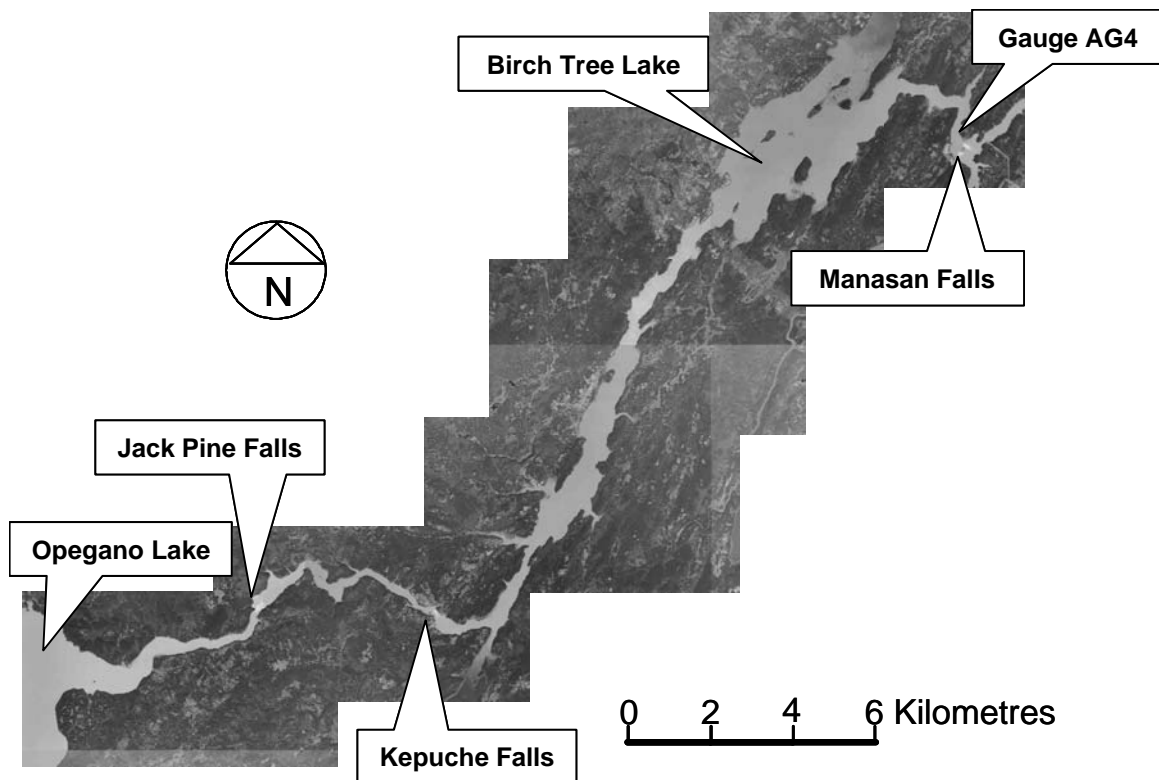 Gauge AG4
Birch Tree Lake
Manasan Falls
N
Jack Pine Falls
Opegano Lake
Kepuche Falls
0 2 4 6 Kilometres